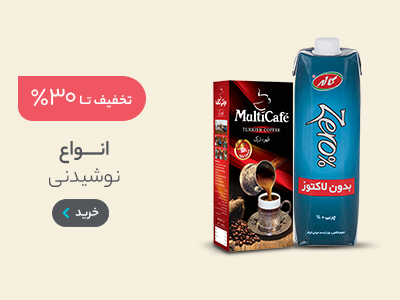 تخفیف تا ۳۰%
انواع
نوشیدنی
خرید
MultiCafé
TURKISH COFFEE
قهوه ترک
کاله
Zero%
بدون لاکتوز
چربی ۰ %